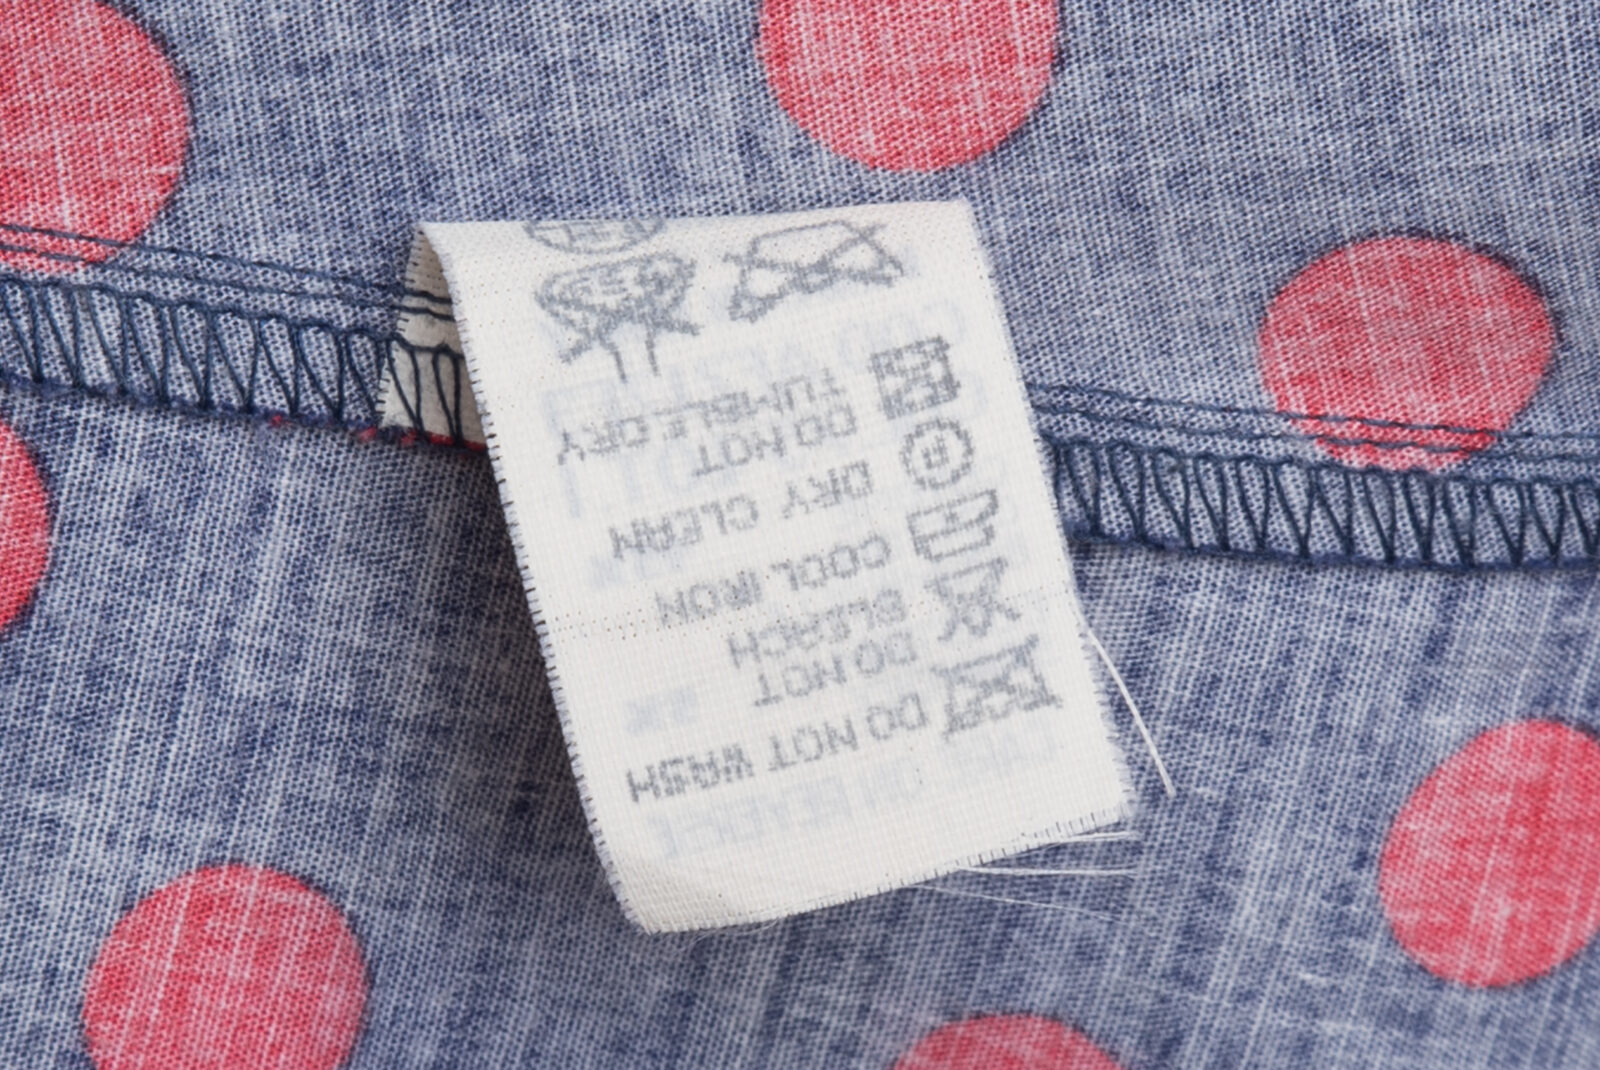 DO NOT WASH
DO NOT
BLEACH
COOL IRON
DRY CLEAN
DO NOT
TUMBLE DRY